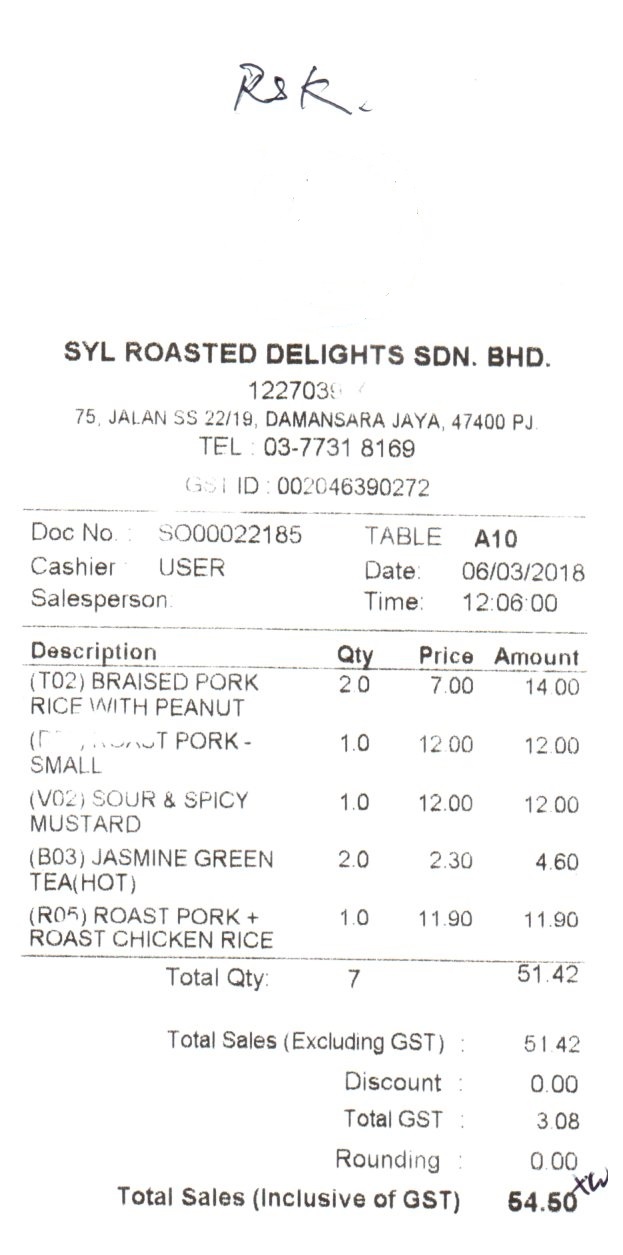 RSK.
SYL ROASTED DELIGHTS SDN. BHD.
1227039
75, JALAN SS 22/19, DAMANSARA JAYA, 47400 PJ.
TEL : 03-7731 8169
GST ID : 002046390272
Doc No. : SO00022185 TABLE A10
Cashier : USER Date: 06/03/2018
Salesperson: Time: 12:06:00
Description Qty Price Amount
(T02) BRAISED PORK 2.0 7.00 14.00
RICE WITH PEANUT
ROAST PORK - 1.0 12.00 12.00
SMALL
(V02) SOUR & SPICY 1.0 12.00 12.00
MUSTARD
(B03) JASMINE GREEN 2.0 2.30 4.60
TEA(HOT)
(R05) ROAST PORK + 1.0 11.90 11.90
ROAST CHICKEN RICE
Total Qty: 7 51.42
Total Sales (Excluding GST) : 51.42
Discount : 0.00
Total GST : 3.08
Rounding : 0.00
Total Sales (Inclusive of GST) 54.50